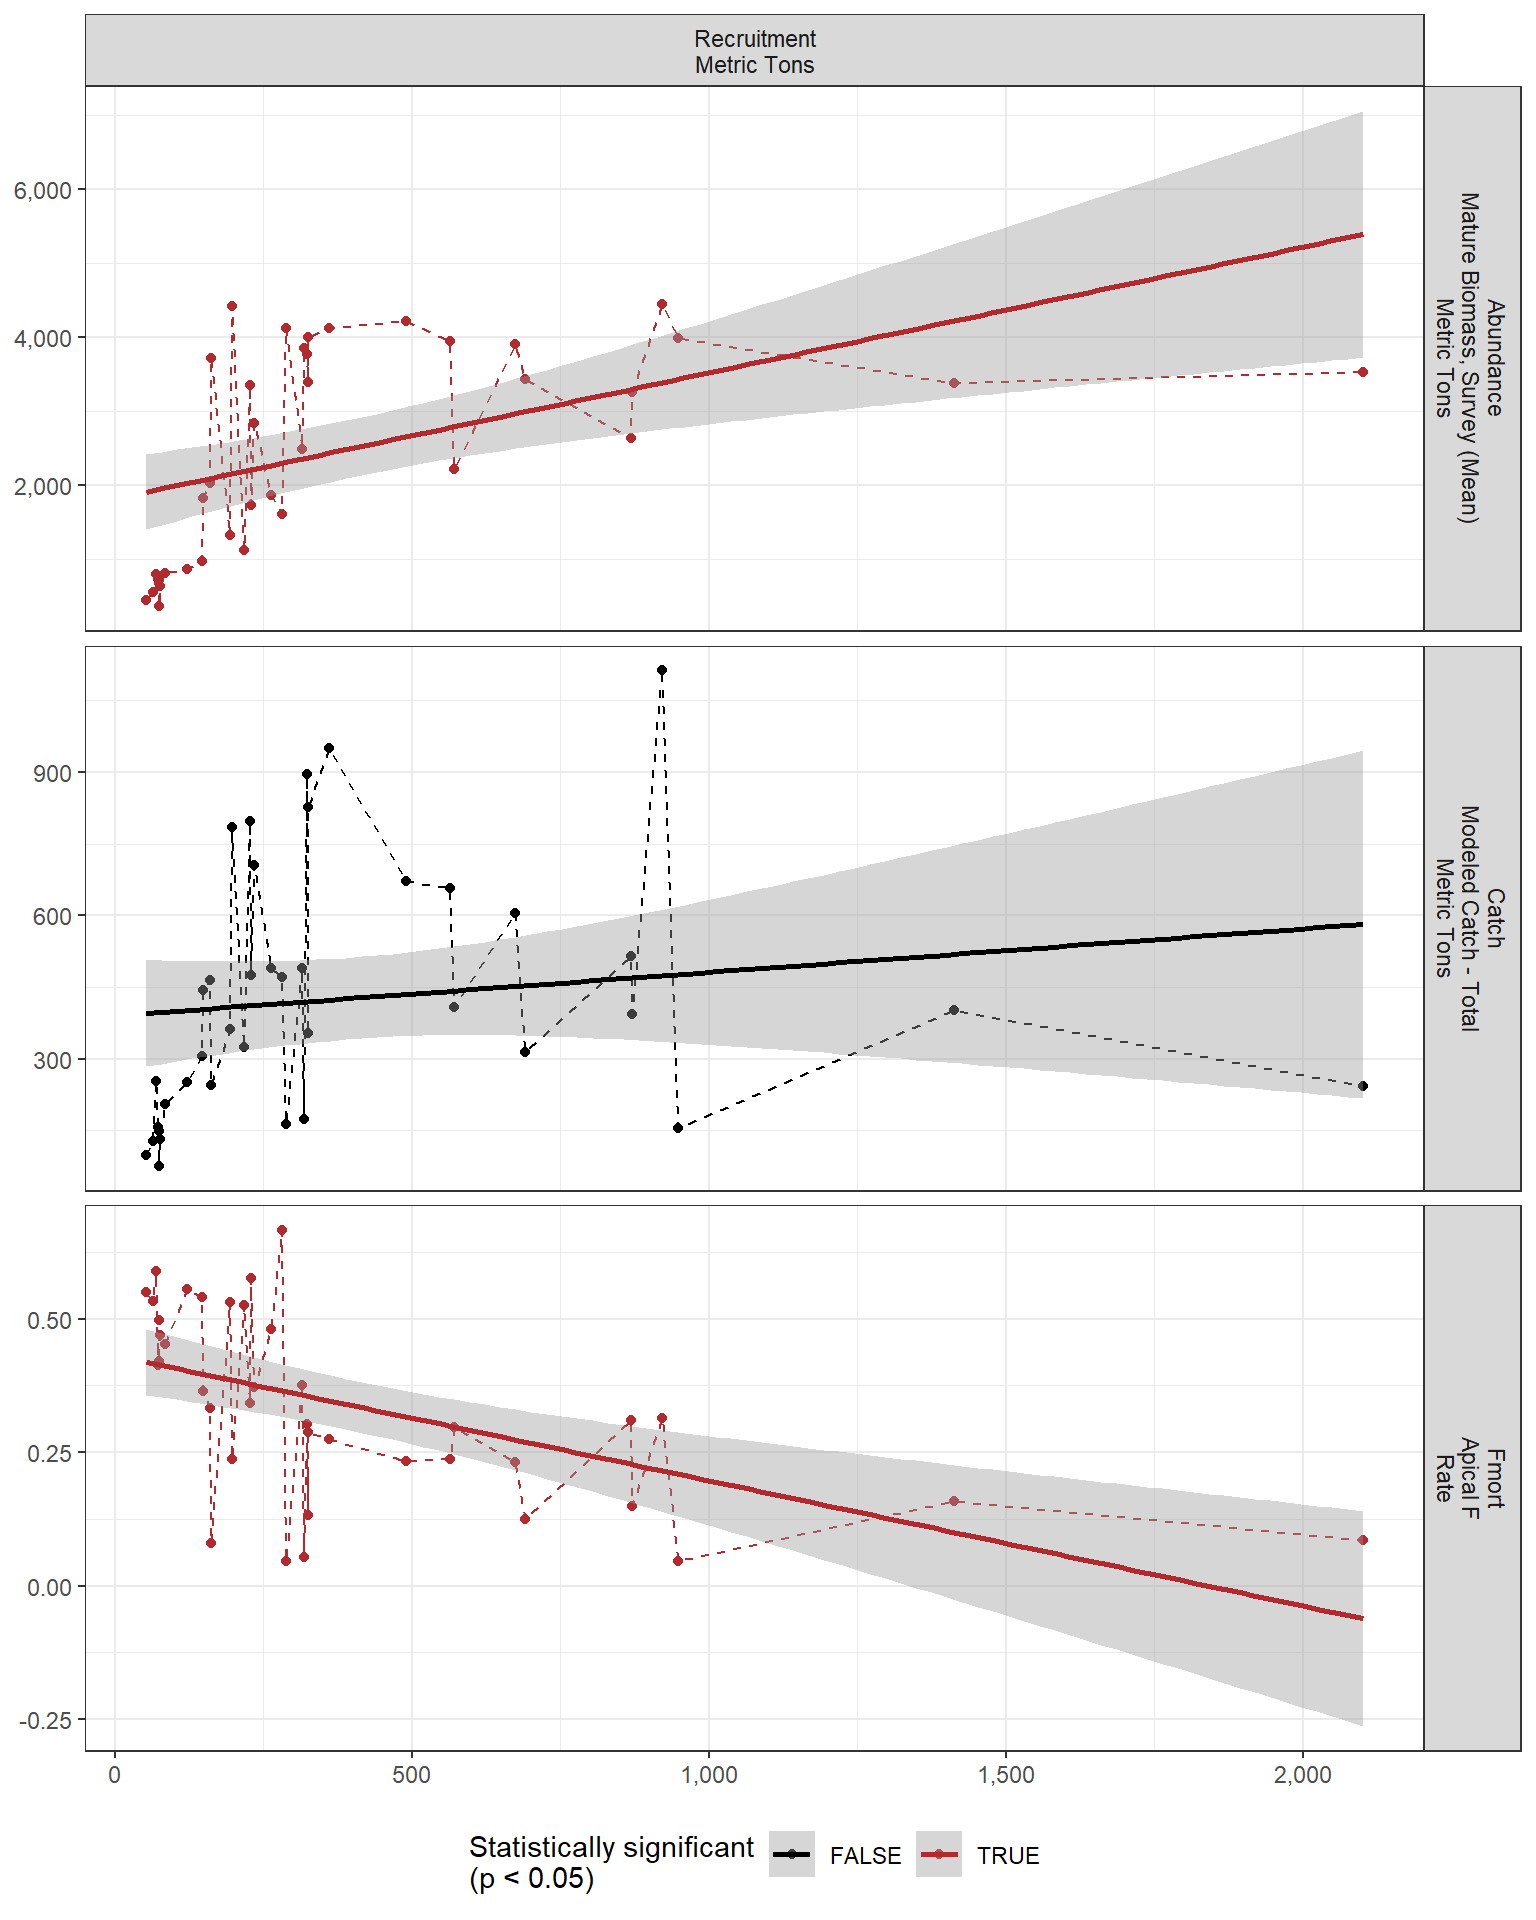 Recruitment
Metric Tons
6,000
4,000
2,000
Abundance
Mature Biomass, Survey (Mean)
Metric Tons
900
600
300
Catch
Modeled Catch - Total
Metric Tons
0.50
0.25
0.00
-0.25
Fmort
Apical F
Rate
0
500
1,000
1,500
2,000
Statistically significant
(p < 0.05)
FALSE
TRUE